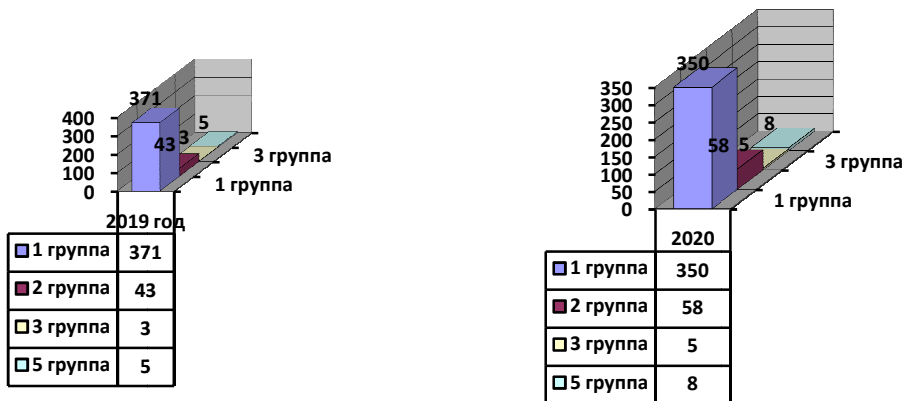 371
400
300
200
100
0
43
3
5
3 группа
1 группа
2019 год
1 группа 371
2 группа 43
3 группа 3
5 группа 5
350
350
300
250
200
150
100
50
0
58
5
8
3 группа
1 группа
2020
1 группа 350
2 группа 58
3 группа 5
5 группа 8